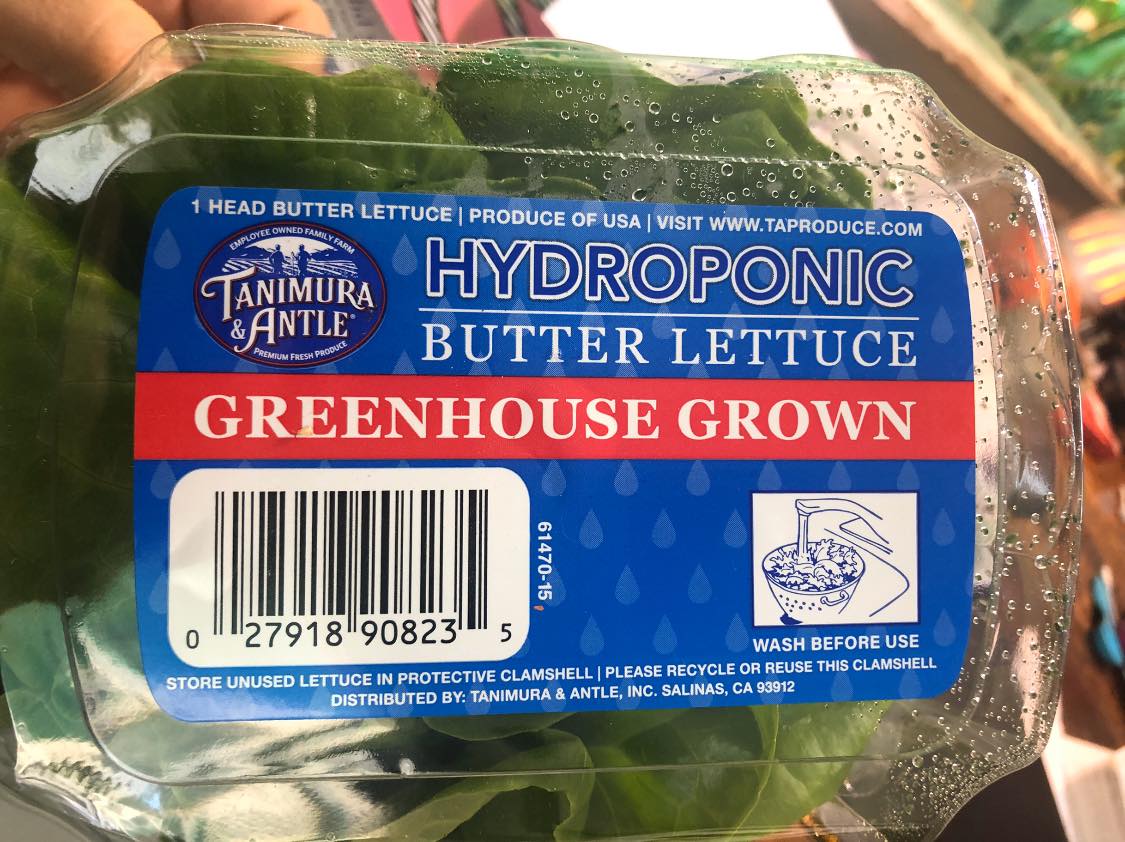 1 HEAD BUTTER LETTUCE | PRODUCE OF USA | VISIT WWW.TAPRODUCE.COM
EMPLOYEE OWNED FAMILY FARM
TANIMURA
& ANTLE®
PREMIUM FRESH PRODUCE
HYDROPONIC
BUTTER LETTUCE
GREENHOUSE GROWN
0 27918 90823 5
61470-15
WASH BEFORE USE
STORE UNUSED LETTUCE IN PROTECTIVE CLAMSHELL | PLEASE RECYCLE OR REUSE THIS CLAMSHELL
DISTRIBUTED BY: TANIMURA & ANTLE, INC. SALINAS, CA 93912